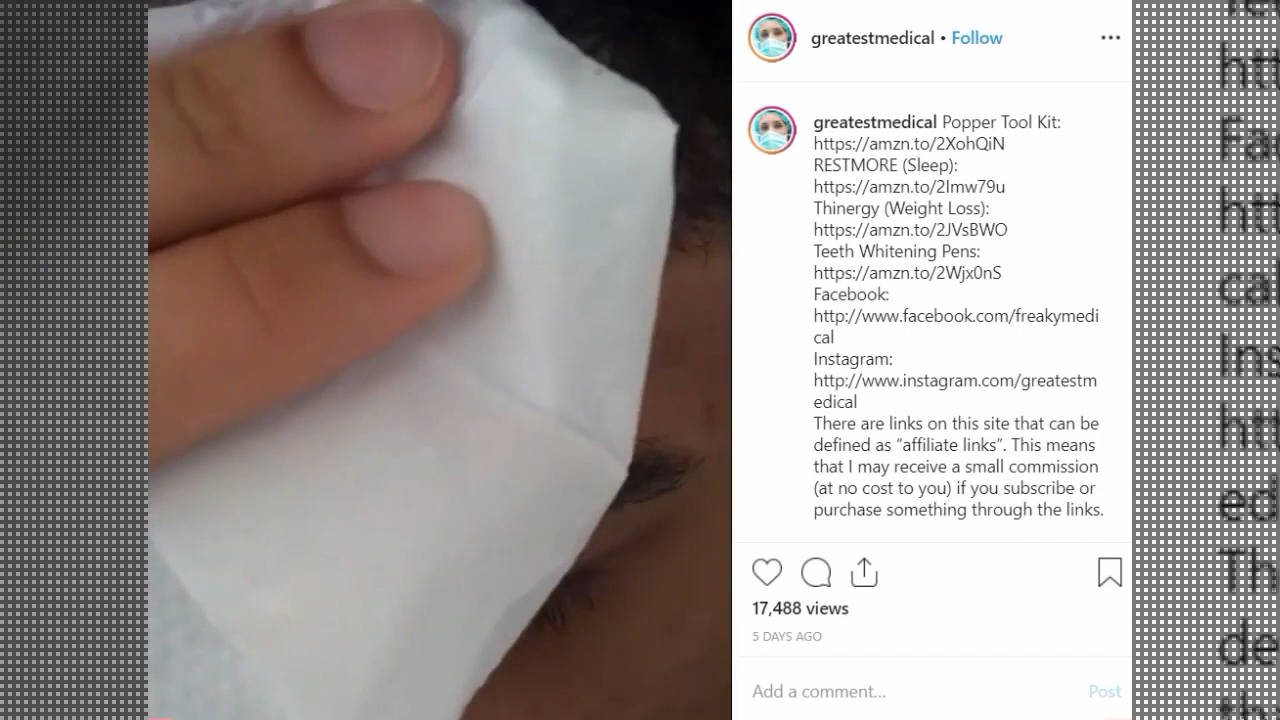 greatestmedical • Follow
greatestmedical Popper Tool Kit:
https://amzn.to/2XohQiN
RESTMORE (Sleep):
https://amzn.to/2Imw79u
Thinergy (Weight Loss):
https://amzn.to/2JVsBWO
Teeth Whitening Pens:
https://amzn.to/2Wjx0nS
Facebook:
http://www.facebook.com/freakymedi
cal
Instagram:
http://www.instagram.com/greatestm
edical
There are links on this site that can be
defined as “affiliate links”. This means
that I may receive a small commission
(at no cost to you) if you subscribe or
purchase something through the links.
17,488 views
5 DAYS AGO
Add a comment...
Post